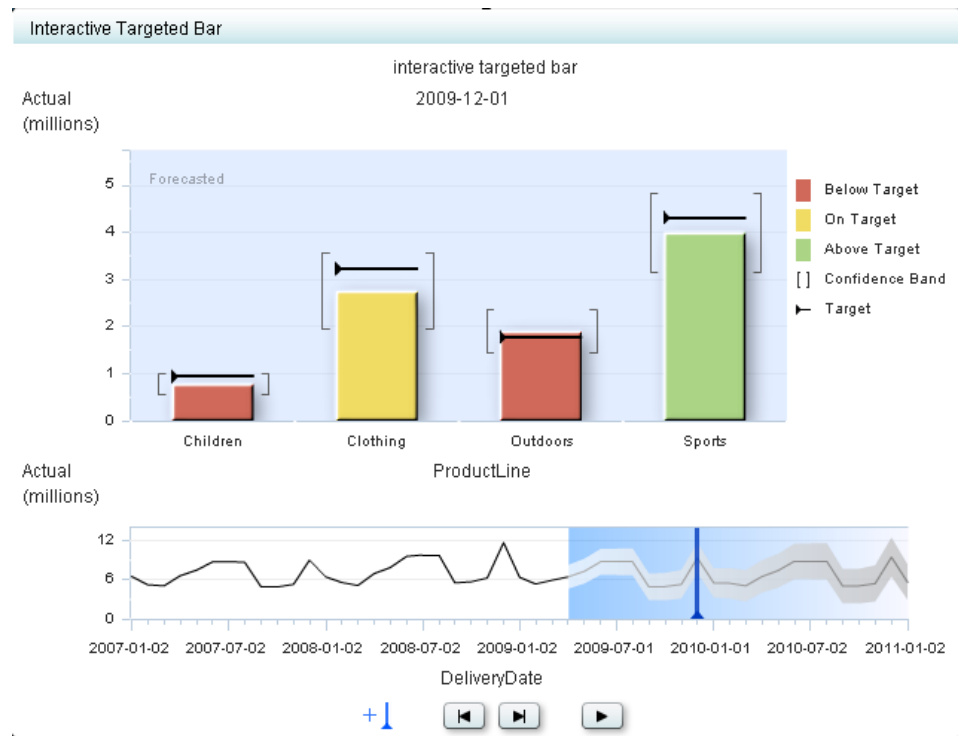 Interactive Targeted Bar
interactive targeted bar
Actual
(millions)
2009-12-01
Forecasted
5
4
3
2
1
0
Children Clothing Outdoors Sports
ProductLine
Below Target
On Target
Above Target
[ ] Confidence Band
Target
Actual
(millions)
12
6
0
2007-01-02 2007-07-02 2008-01-02 2008-07-02 2009-01-02 2009-07-01 2010-01-01 2010-07-02 2011-01-02
DeliveryDate